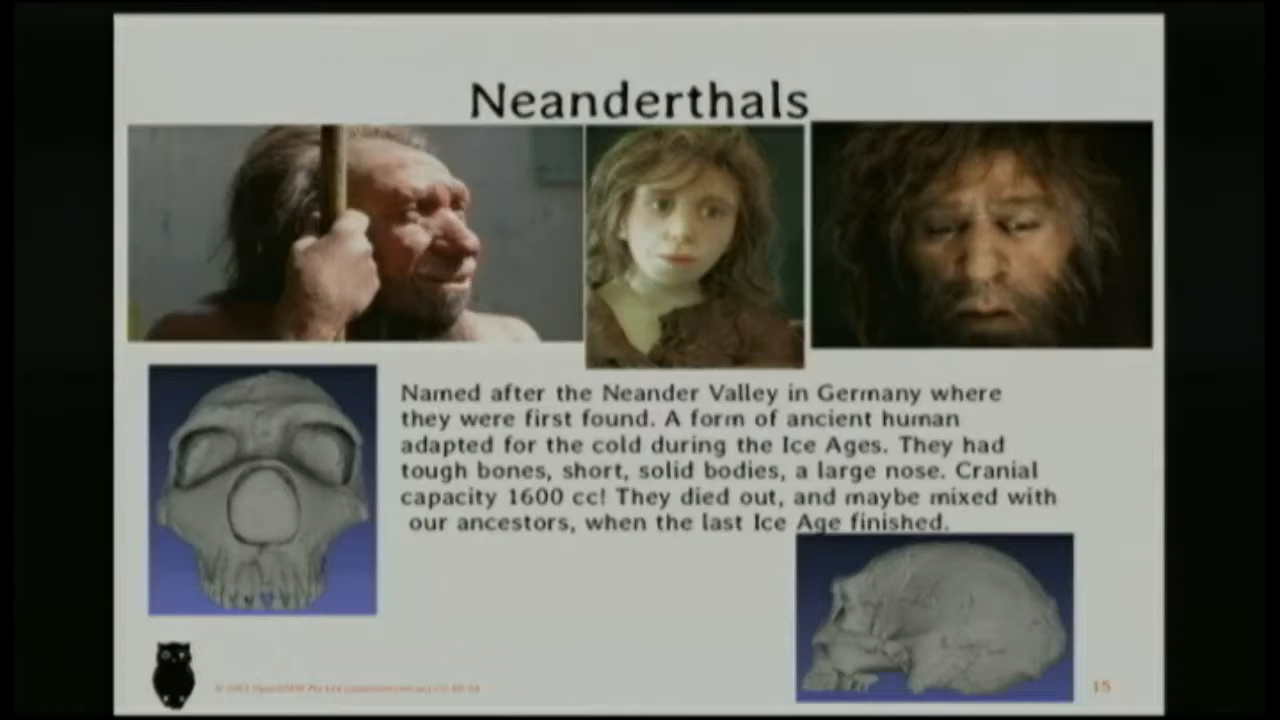 Neanderthals
Named after the Neander Valley in Germany where
they were first found. A form of ancient human
adapted for the cold during the Ice Ages. They had
tough bones, short, solid bodies, a large nose. Cranial
capacity 1600 cc! They died out, and maybe mixed with
our ancestors, when the last Ice Age finished.
15